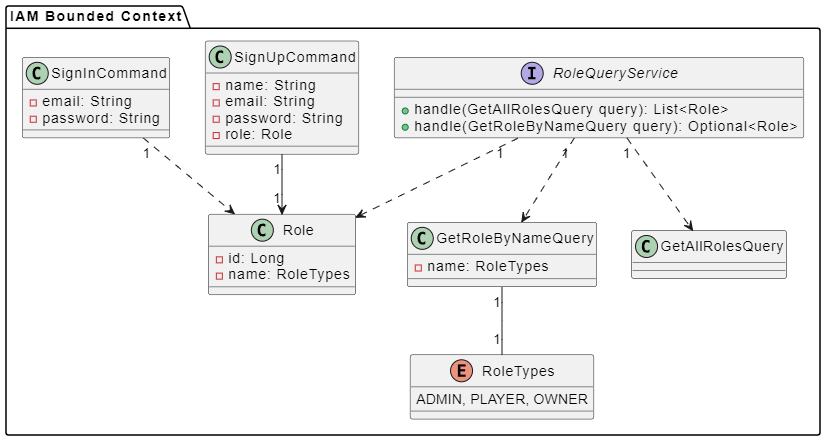 IAM Bounded Context
C SignInCommand
email: String
password: String
C SignUpCommand
name: String
email: String
password: String
role: Role
I RoleQueryService
handle(GetAllRolesQuery query): List<Role>
handle(GetRoleByNameQuery query): Optional<Role>
1
1
1
1
1
1
C Role
id: Long
name: RoleTypes
C GetRoleByNameQuery
name: RoleTypes
C GetAllRolesQuery
1
1
E RoleTypes
ADMIN, PLAYER, OWNER